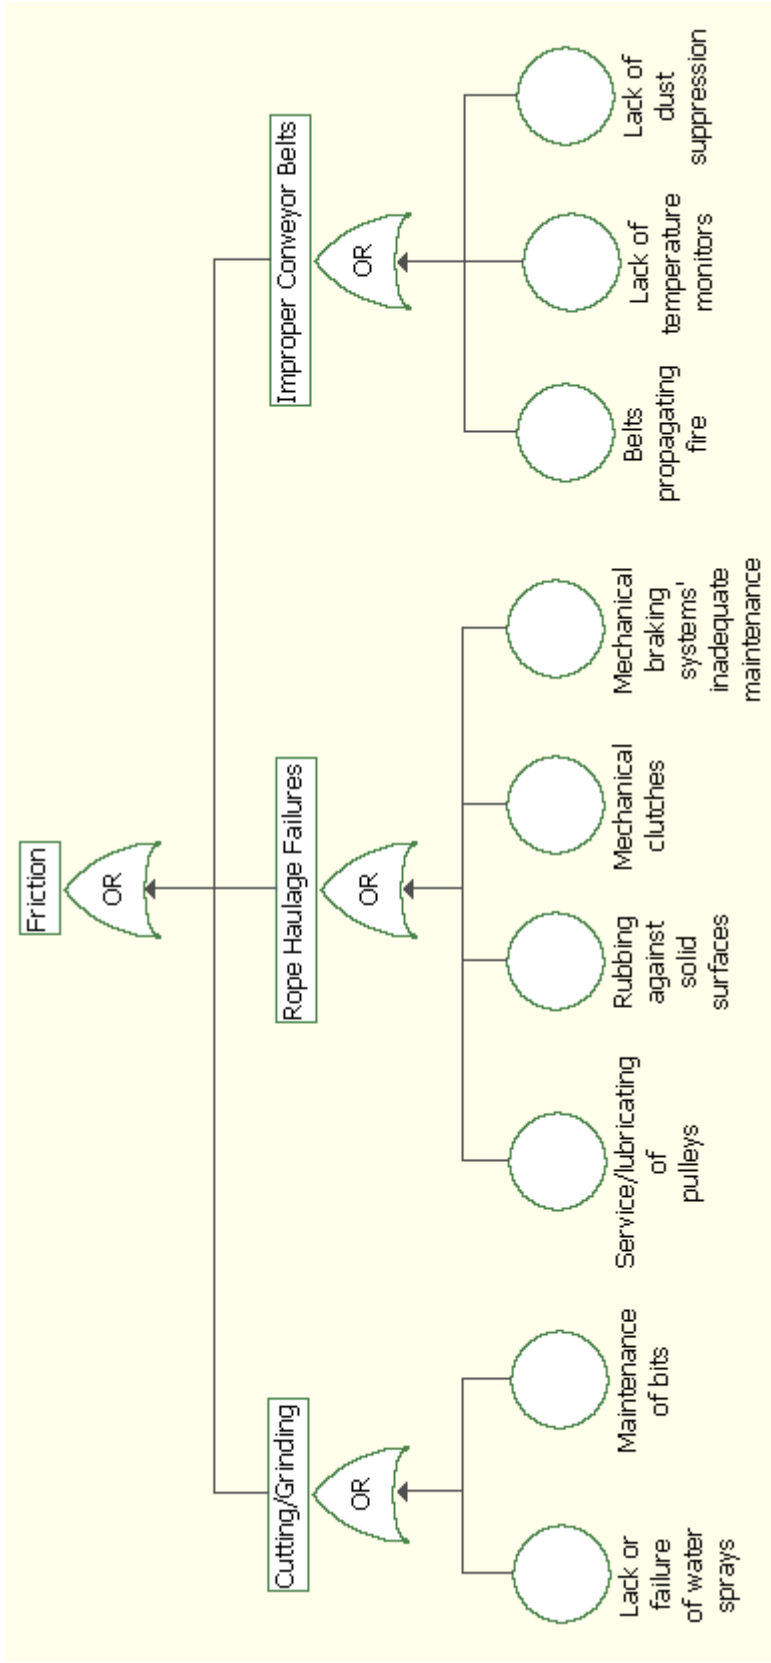 Friction
OR
Cutting/Grinding
Rope Haulage Failures
Improper Conveyor Belts
OR
OR
OR
Lack or
failure
of water
sprays
Maintenance
of bits
Service/lubricating
of
pulleys
Rubbing
against
solid
surfaces
Mechanical
clutches
Mechanical
braking
systems'
inadequate
maintenance
Belts
propagating
fire
Lack of
temperature
monitors
Lack of
dust
suppression